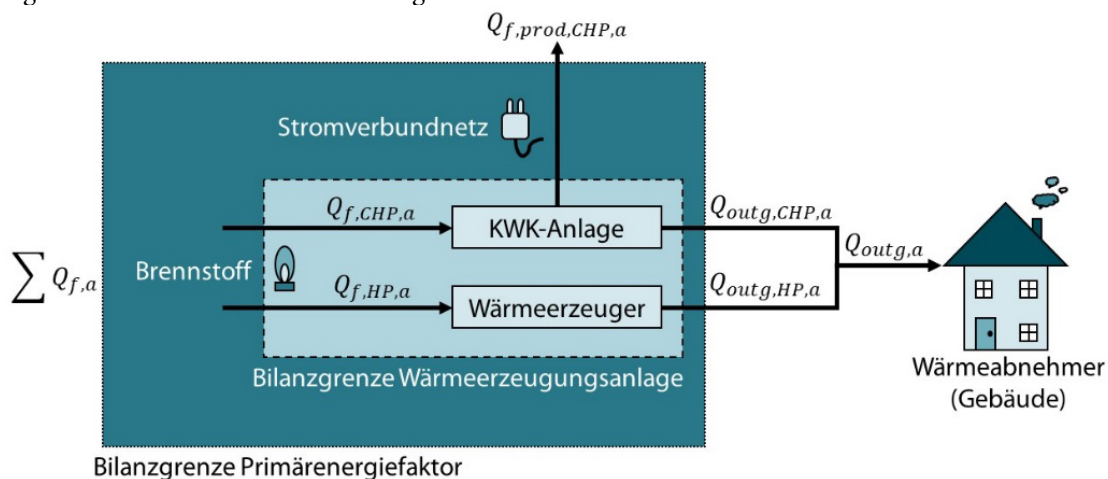 Q_{f,prod,CHP,a}
Stromverbundnetz
Q_{f,CHP,a}
KWK-Anlage
Q_{outg,CHP,a}
Q_{outg,a}
∑ Q_{f,a}
Brennstoff
Q_{f,HP,a}
Wärmeerzeuger
Q_{outg,HP,a}
Bilanzgrenze Wärmeerzeugungsanlage
Wärmeabnehmer
(Gebäude)
Bilanzgrenze Primärenergiefaktor